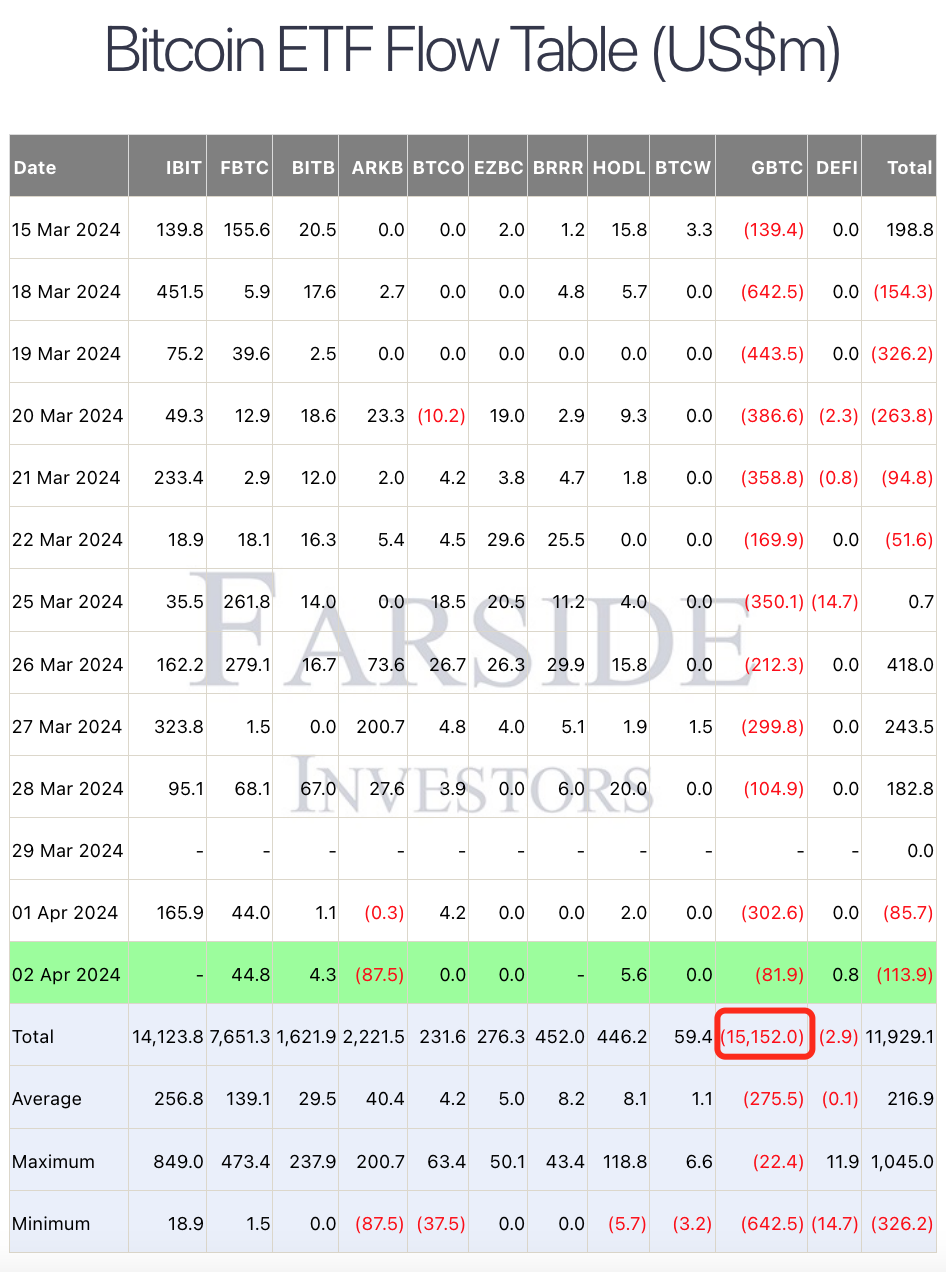 Bitcoin ETF Flow Table (US$m)
Date IBIT FBTC BITB ARKB BTCO EZBC BRRR HODL BTCW GBTC DEFI Total
15 Mar 2024 139.8 155.6 20.5 0.0 0.0 2.0 1.2 15.8 3.3 (139.4) 0.0 198.8
18 Mar 2024 451.5 5.9 17.6 2.7 0.0 0.0 4.8 5.7 0.0 (642.5) 0.0 (154.3)
19 Mar 2024 75.2 39.6 2.5 0.0 0.0 0.0 0.0 0.0 0.0 (443.5) 0.0 (326.2)
20 Mar 2024 49.3 12.9 18.6 23.3 (10.2) 19.0 2.9 9.3 0.0 (386.6) (2.3) (263.8)
21 Mar 2024 233.4 2.9 12.0 2.0 4.2 3.8 4.7 1.8 0.0 (358.8) (0.8) (94.8)
22 Mar 2024 18.9 18.1 16.3 5.4 4.5 29.6 25.5 0.0 0.0 (169.9) 0.0 (51.6)
25 Mar 2024 35.5 261.8 14.0 0.0 18.5 20.5 11.2 4.0 0.0 (350.1) (14.7) 0.7
FARSIDE
26 Mar 2024 162.2 279.1 16.7 73.6 26.7 26.3 29.9 15.8 0.0 (212.3) 0.0 418.0
27 Mar 2024 323.8 1.5 0.0 200.7 4.8 4.0 5.1 1.9 1.5 (299.8) 0.0 243.5
28 Mar 2024 95.1 68.1 67.0 27.6 3.9 0.0 6.0 20.0 0.0 (104.9) 0.0 182.8
INVESTORS
29 Mar 2024 - - - - - - - - - - - 0.0
01 Apr 2024 165.9 44.0 1.1 (0.3) 4.2 0.0 0.0 2.0 0.0 (302.6) 0.0 (85.7)
02 Apr 2024 - 44.8 4.3 (87.5) 0.0 0.0 - 5.6 0.0 (81.9) 0.8 (113.9)
Total 14,123.8 7,651.3 1,621.9 2,221.5 231.6 276.3 452.0 446.2 59.4 (15,152.0) (2.9) 11,929.1
Average 256.8 139.1 29.5 40.4 4.2 5.0 8.2 8.1 1.1 (275.5) (0.1) 216.9
Maximum 849.0 473.4 237.9 200.7 63.4 50.1 43.4 118.8 6.6 (22.4) 11.9 1,045.0
Minimum 18.9 1.5 0.0 (87.5) (37.5) 0.0 0.0 (5.7) (3.2) (642.5) (14.7) (326.2)